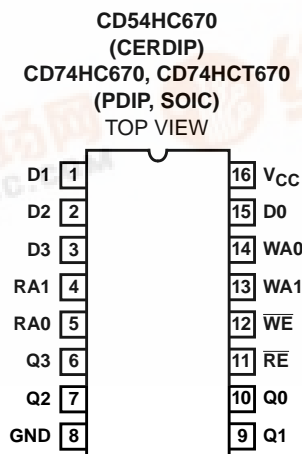 CD54HC670
(CERDIP)
CD74HC670, CD74HCT670
(PDIP, SOIC)
TOP VIEW
D1 1 16 VCC
D2 2 15 D0
D3 3 14 WA0
RA1 4 13 WA1
RA0 5 12 WE
Q3 6 11 RE
Q2 7 10 Q0
GND 8 9 Q1